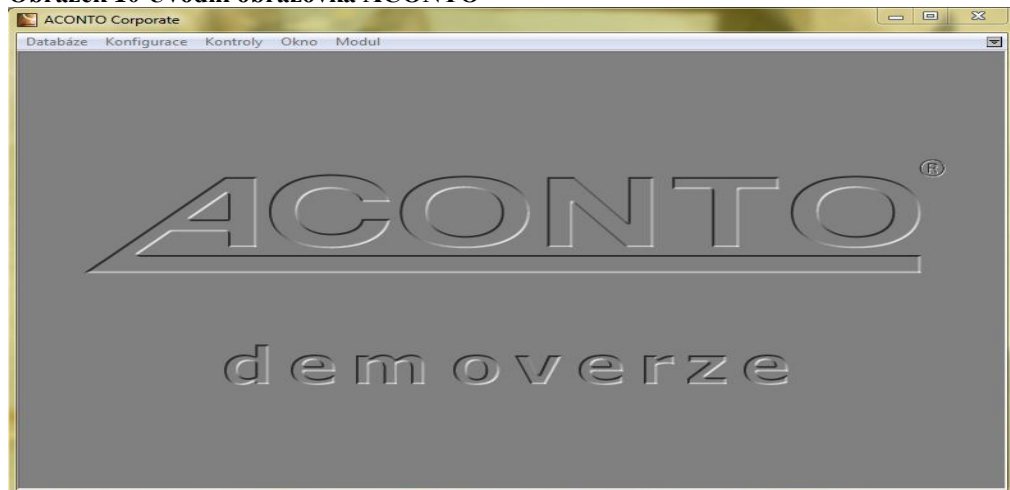 Obrázek 10 Úvodní obrazovka ACONTO
ACONTO Corporate
Databáze Konfigurace Kontroly Okno Modul
ACONTO®
demoverze